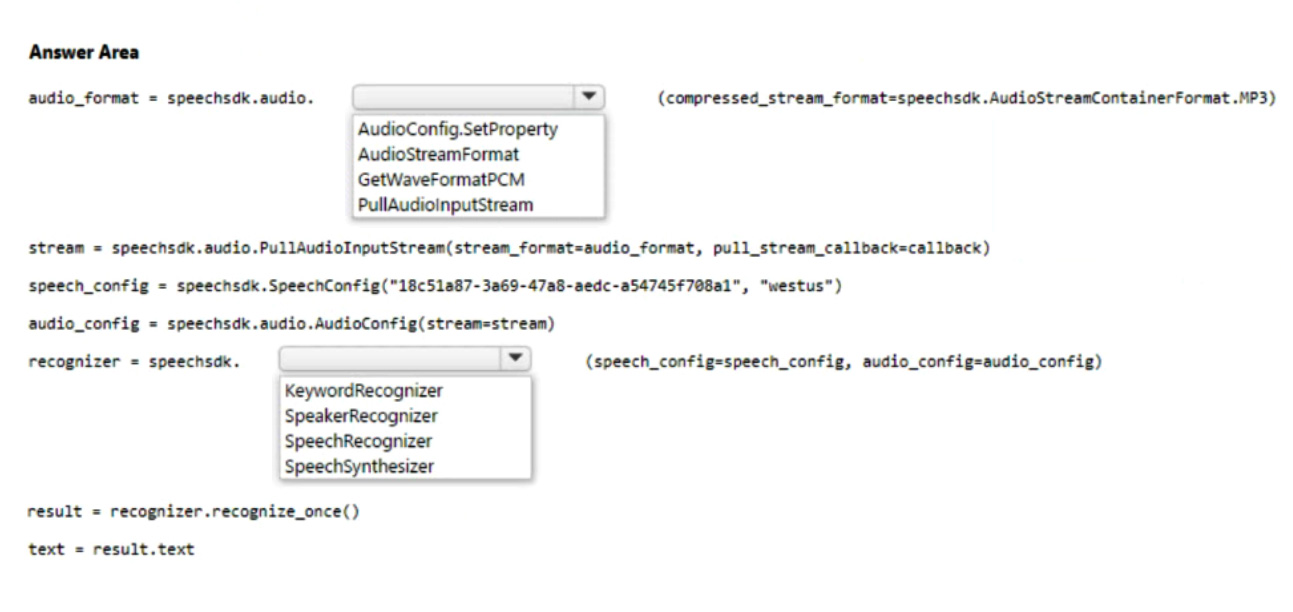 Answer Area
audio_format = speechsdk.audio. (compressed_stream_format=speechsdk.AudioStreamContainerFormat.MP3)
AudioConfig.SetProperty
AudioStreamFormat
GetWaveFormatPCM
PullAudioInputStream
stream = speechsdk.audio.PullAudioInputStream(stream_format=audio_format, pull_stream_callback=callback)
speech_config = speechsdk.SpeechConfig("18c51a87-3a69-47a8-aedc-a54745f708a1", "westus")
audio_config = speechsdk.audio.AudioConfig(stream=stream)
recognizer = speechsdk. (speech_config=speech_config, audio_config=audio_config)
KeywordRecognizer
SpeakerRecognizer
SpeechRecognizer
SpeechSynthesizer
result = recognizer.recognize_once()
text = result.text